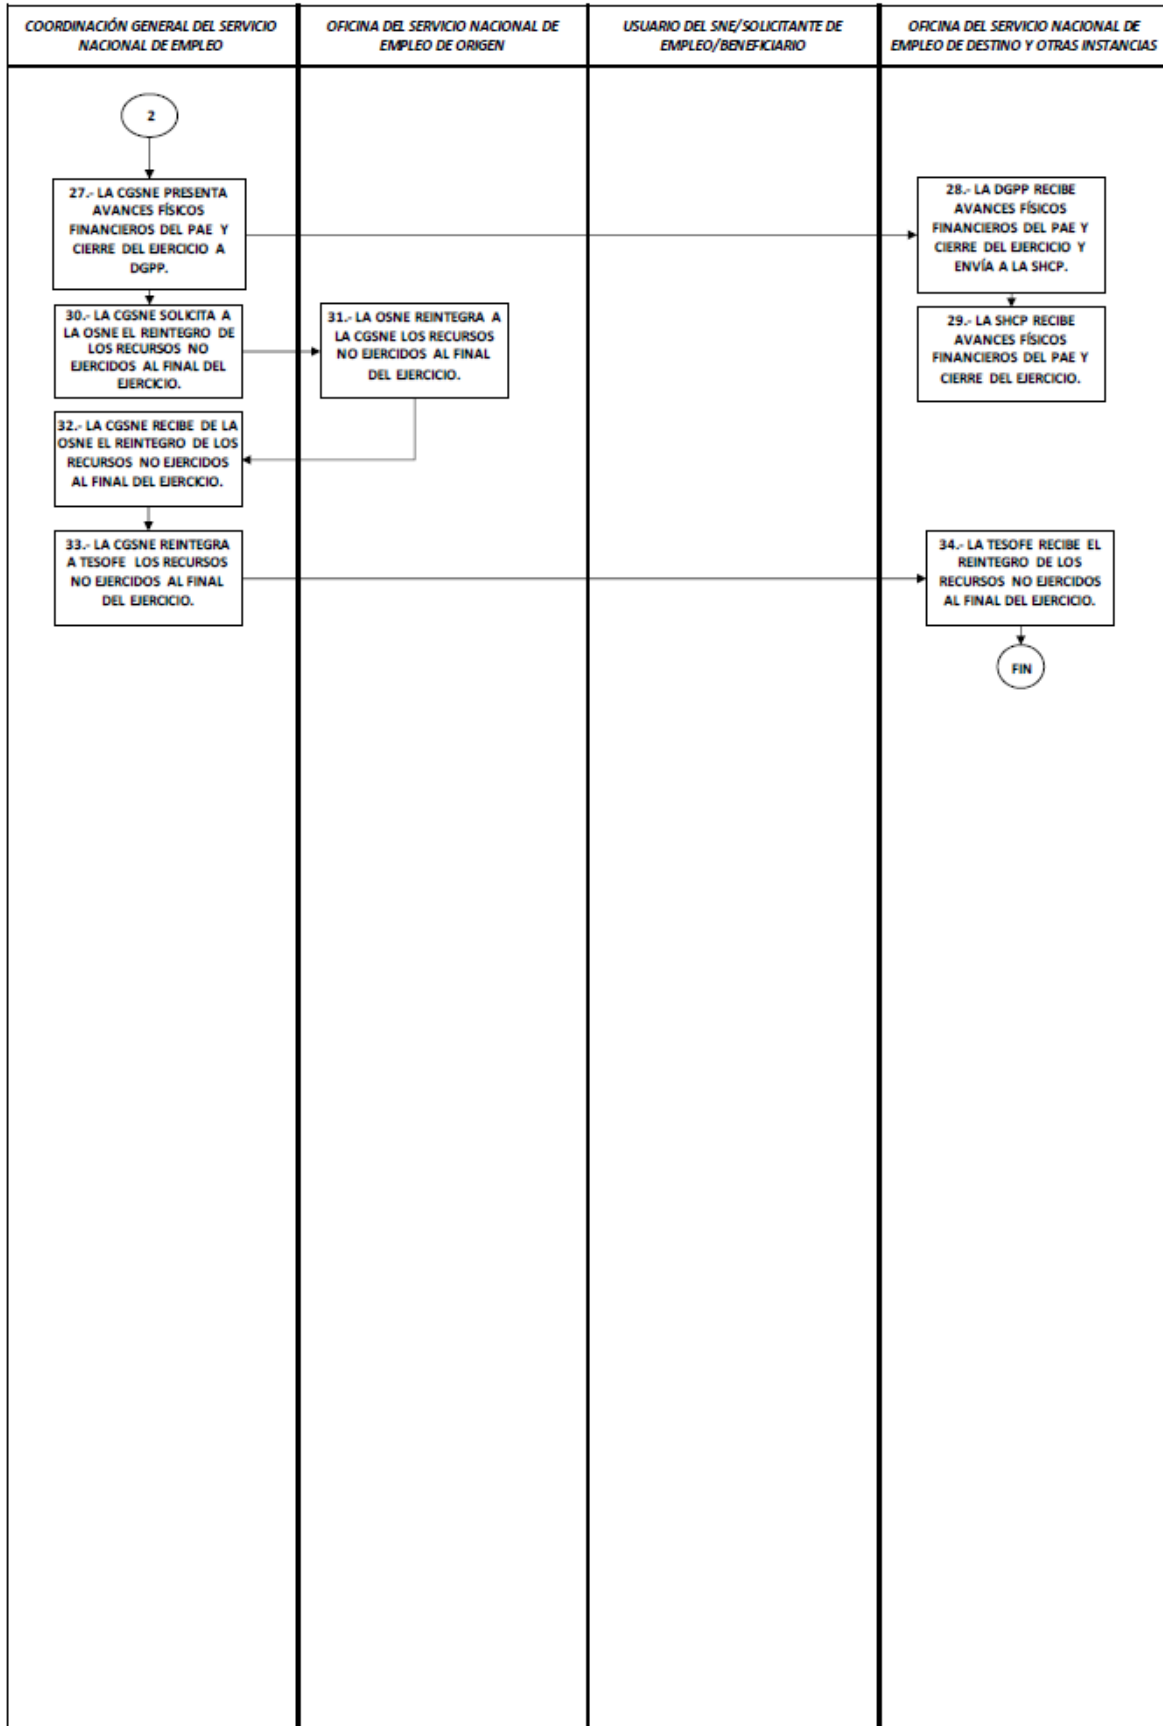 COORDINACIÓN GENERAL DEL SERVICIO
NACIONAL DE EMPLEO
OFICINA DEL SERVICIO NACIONAL DE
EMPLEO DE ORIGEN
USUARIO DEL SNE/SOLICITANTE DE
EMPLEO/BENEFICIARIO
OFICINA DEL SERVICIO NACIONAL DE
EMPLEO DE DESTINO Y OTRAS INSTANCIAS
2
27.- LA CGSNE PRESENTA
AVANCES FÍSICOS
FINANCIEROS DEL PAE Y
CIERRE DEL EJERCICIO A
DGPP.
28.- LA DGPP RECIBE
AVANCES FÍSICOS
FINANCIEROS DEL PAE Y
CIERRE DEL EJERCICIO Y
ENVÍA A LA SHCP.
29.- LA SHCP RECIBE
AVANCES FÍSICOS
FINANCIEROS DEL PAE Y
CIERRE DEL EJERCICIO.
30.- LA CGSNE SOLICITA A
LA OSNE EL REINTEGRO DE
LOS RECURSOS NO
EJERCIDOS AL FINAL DEL
EJERCICIO.
31.- LA OSNE REINTEGRA A
LA CGSNE LOS RECURSOS
NO EJERCIDOS AL FINAL
DEL EJERCICIO.
32.- LA CGSNE RECIBE DE LA
OSNE EL REINTEGRO DE LOS
RECURSOS NO EJERCIDOS
AL FINAL DEL EJERCICIO.
33.- LA CGSNE REINTEGRA
A TESOFE LOS RECURSOS
NO EJERCIDOS AL FINAL
DEL EJERCICIO.
34.- LA TESOFE RECIBE EL
REINTEGRO DE LOS
RECURSOS NO EJERCIDOS
AL FINAL DEL EJERCICIO.
FIN